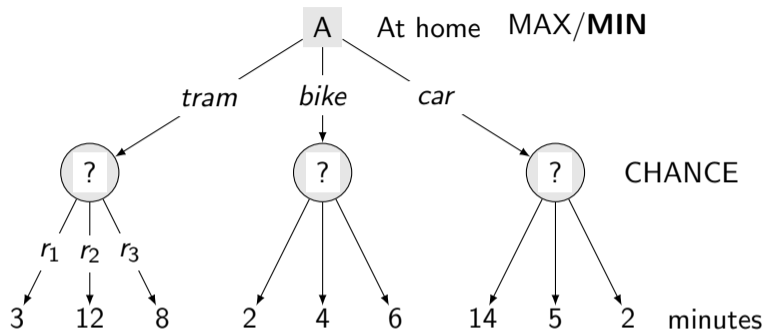 A At home MAX/MIN
tram bike car
? ? ? CHANCE
r1 r2 r3
3 12 8 2 4 6 14 5 2 minutes